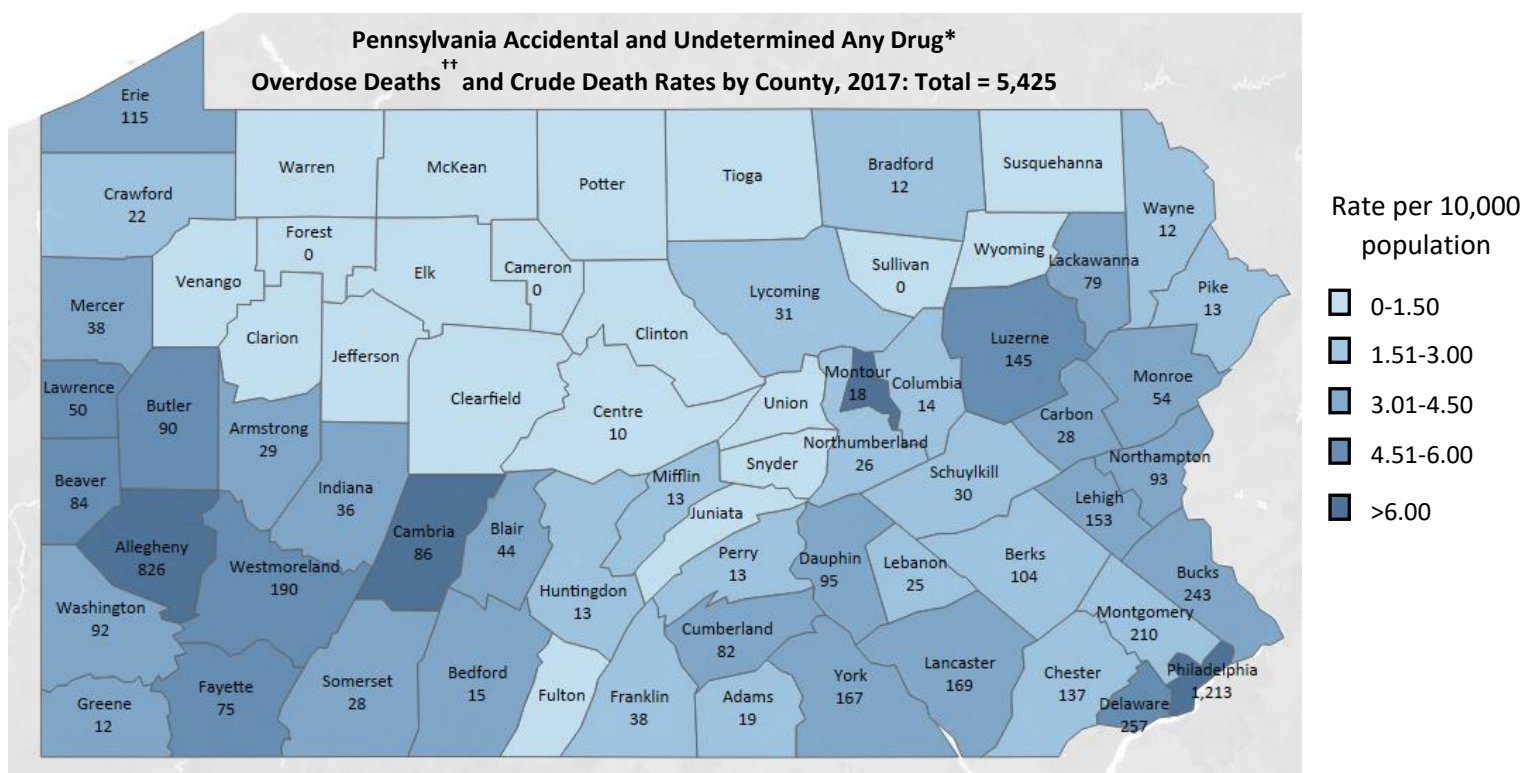 Pennsylvania Accidental and Undetermined Any Drug*
Overdose Deaths†† and Crude Death Rates by County, 2017: Total = 5,425
Erie
115
Warren
McKean
Potter
Tioga
Bradford
12
Susquehanna
Crawford
22
Wayne
12
Forest
0
Venango
Elk
Cameron
0
Sullivan
0
Wyoming
Lackawanna
79
Mercer
38
Lycoming
31
Pike
13
Clarion
Jefferson
Clinton
Luzerne
145
Lawrence
50
Butler
90
Armstrong
29
Clearfield
Centre
10
Union
Montour
18
Columbia
14
Monroe
54
Carbon
28
Beaver
84
Indiana
36
Mifflin
13
Snyder
Northumberland
26
Schuylkill
30
Northampton
93
Lehigh
153
Allegheny
826
Westmoreland
190
Cambria
86
Blair
44
Juniata
Perry
13
Dauphin
95
Lebanon
25
Berks
104
Bucks
243
Huntingdon
13
Washington
92
Cumberland
82
Montgomery
210
Greene
12
Fayette
75
Somerset
28
Bedford
15
Fulton
Franklin
38
Adams
19
York
167
Lancaster
169
Chester
137
Delaware
257
Philadelphia
1,213
Rate per 10,000
population
0-1.50
1.51-3.00
3.01-4.50
4.51-6.00
>6.00